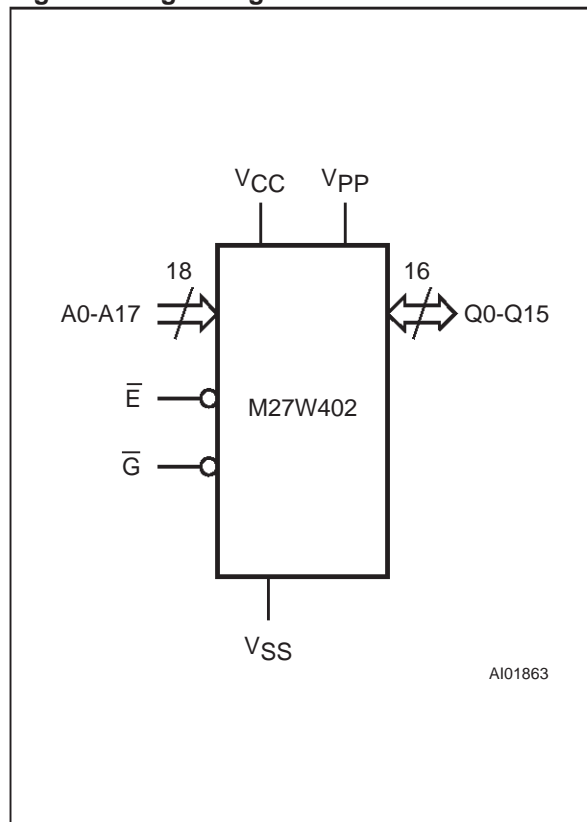 VCC VPP
18 16
A0-A17 Q0-Q15
E̅
M27W402
G̅
VSS
AI01863